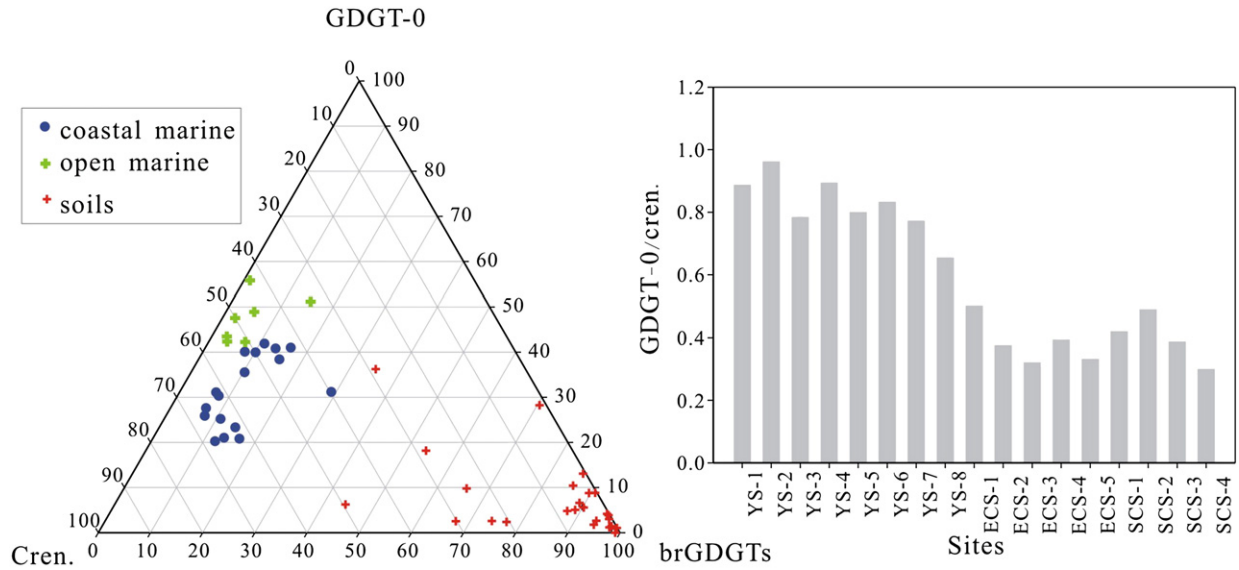 GDGT-0
coastal marine
open marine
soils
0
10
20
30
40
50
60
70
80
90
100
100
90
80
70
60
50
40
30
20
10
0
0
10
20
30
40
50
60
70
80
90
100
Cren.
brGDGTs
GDGT-0/cren.
1.2
1.0
0.8
0.6
0.4
0.2
0.0
YS-1
YS-2
YS-3
YS-4
YS-5
YS-6
YS-7
YS-8
ECS-1
ECS-2
ECS-3
ECS-4
ECS-5
SCS-1
SCS-2
SCS-3
SCS-4
Sites